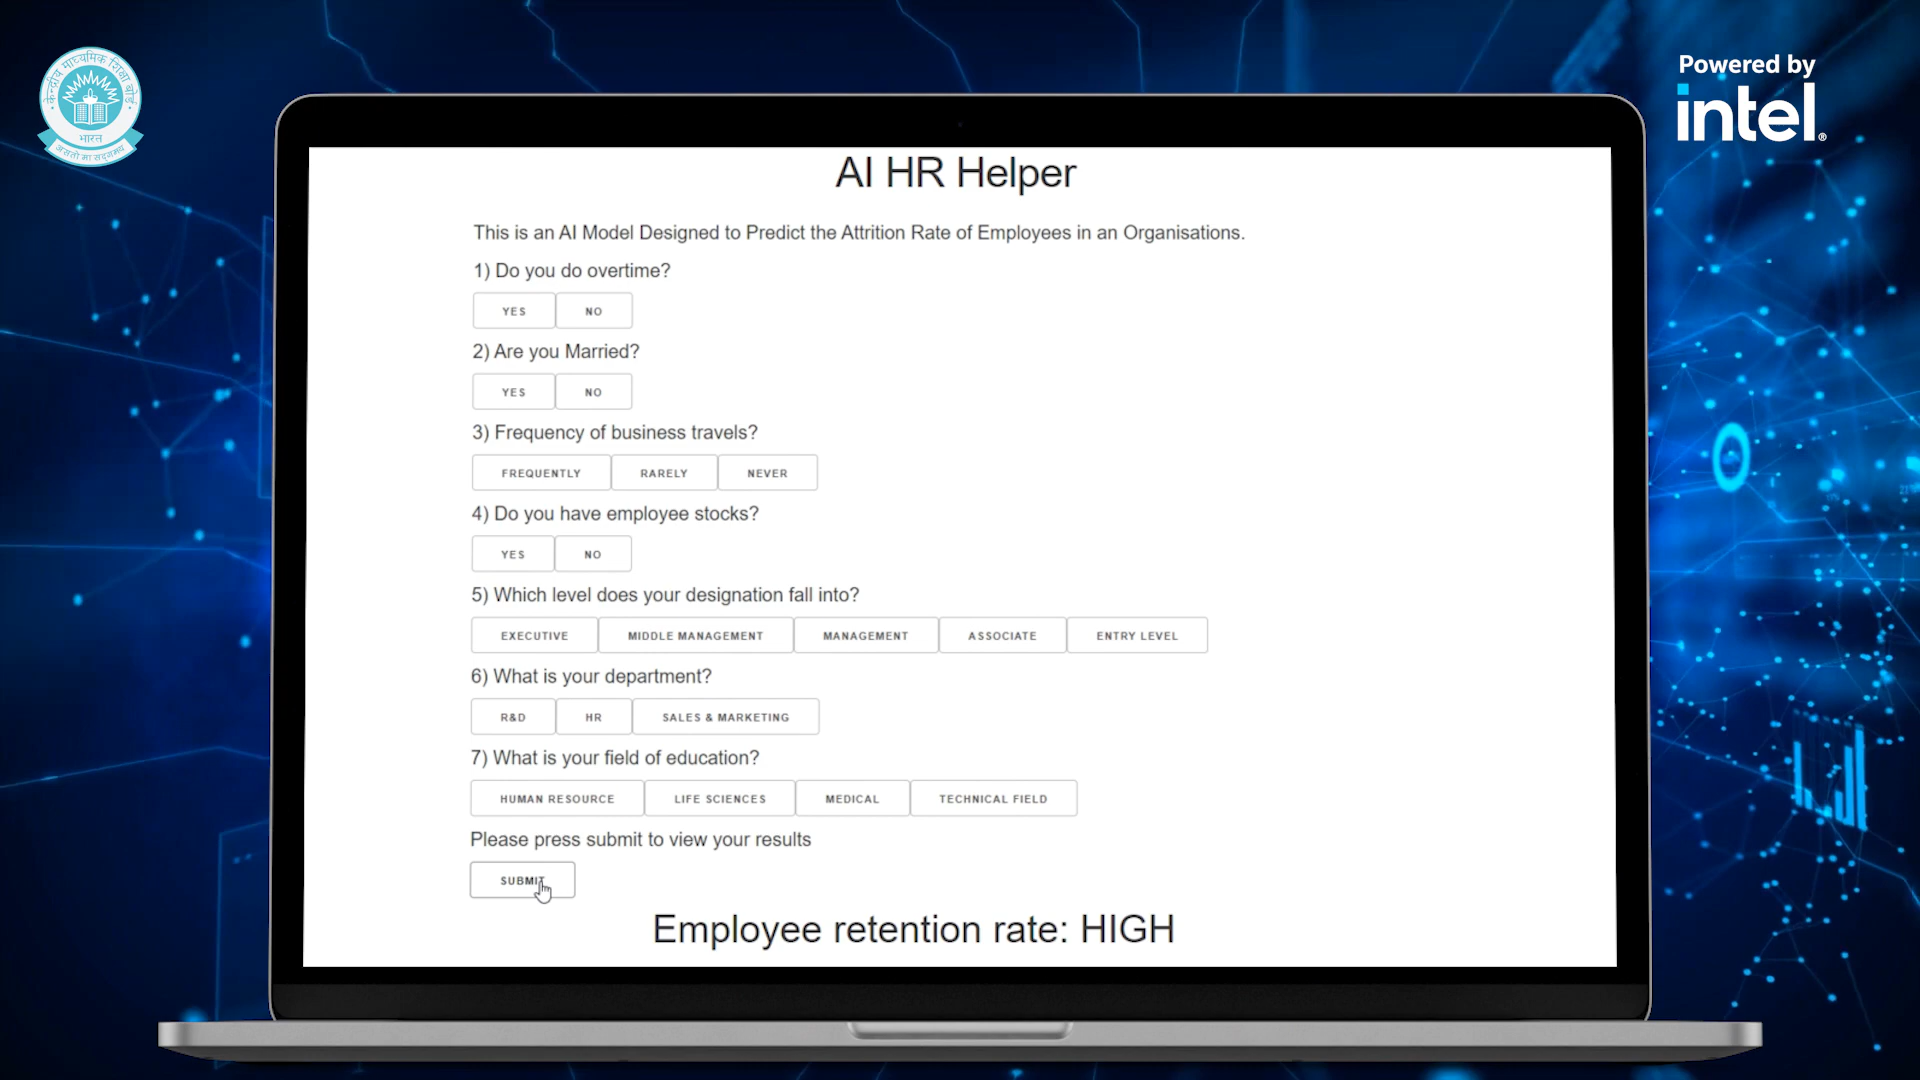 केन्द्रीय माध्यमिक शिक्षा बोर्ड
भारत
असतो मा सद्गमय
Powered by
intel®
AI HR Helper
This is an AI Model Designed to Predict the Attrition Rate of Employees in an Organisations.
1) Do you do overtime?
YES NO
2) Are you Married?
YES NO
3) Frequency of business travels?
FREQUENTLY RARELY NEVER
4) Do you have employee stocks?
YES NO
5) Which level does your designation fall into?
EXECUTIVE MIDDLE MANAGEMENT MANAGEMENT ASSOCIATE ENTRY LEVEL
6) What is your department?
R&D HR SALES & MARKETING
7) What is your field of education?
HUMAN RESOURCE LIFE SCIENCES MEDICAL TECHNICAL FIELD
Please press submit to view your results
SUBMIT
Employee retention rate: HIGH